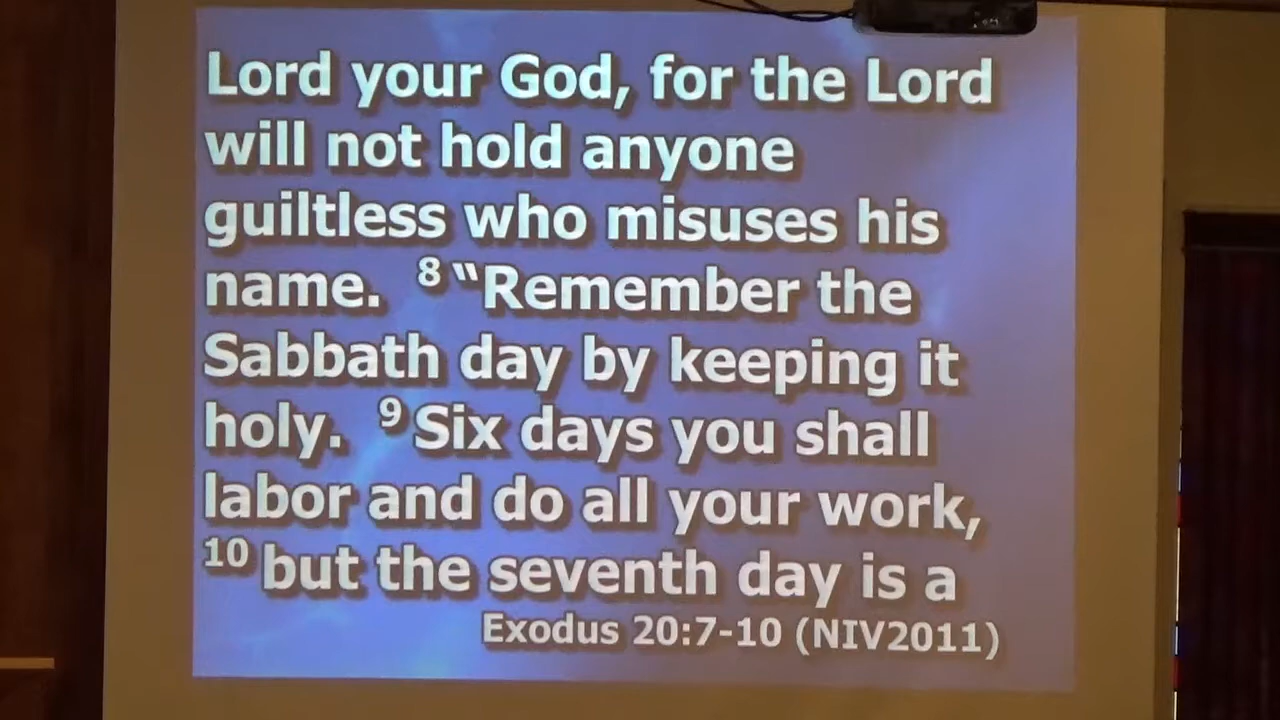 Lord your God, for the Lord
will not hold anyone
guiltless who misuses his
name. 8 "Remember the
Sabbath day by keeping it
holy. 9 Six days you shall
labor and do all your work,
10 but the seventh day is a
Exodus 20:7-10 (NIV2011)